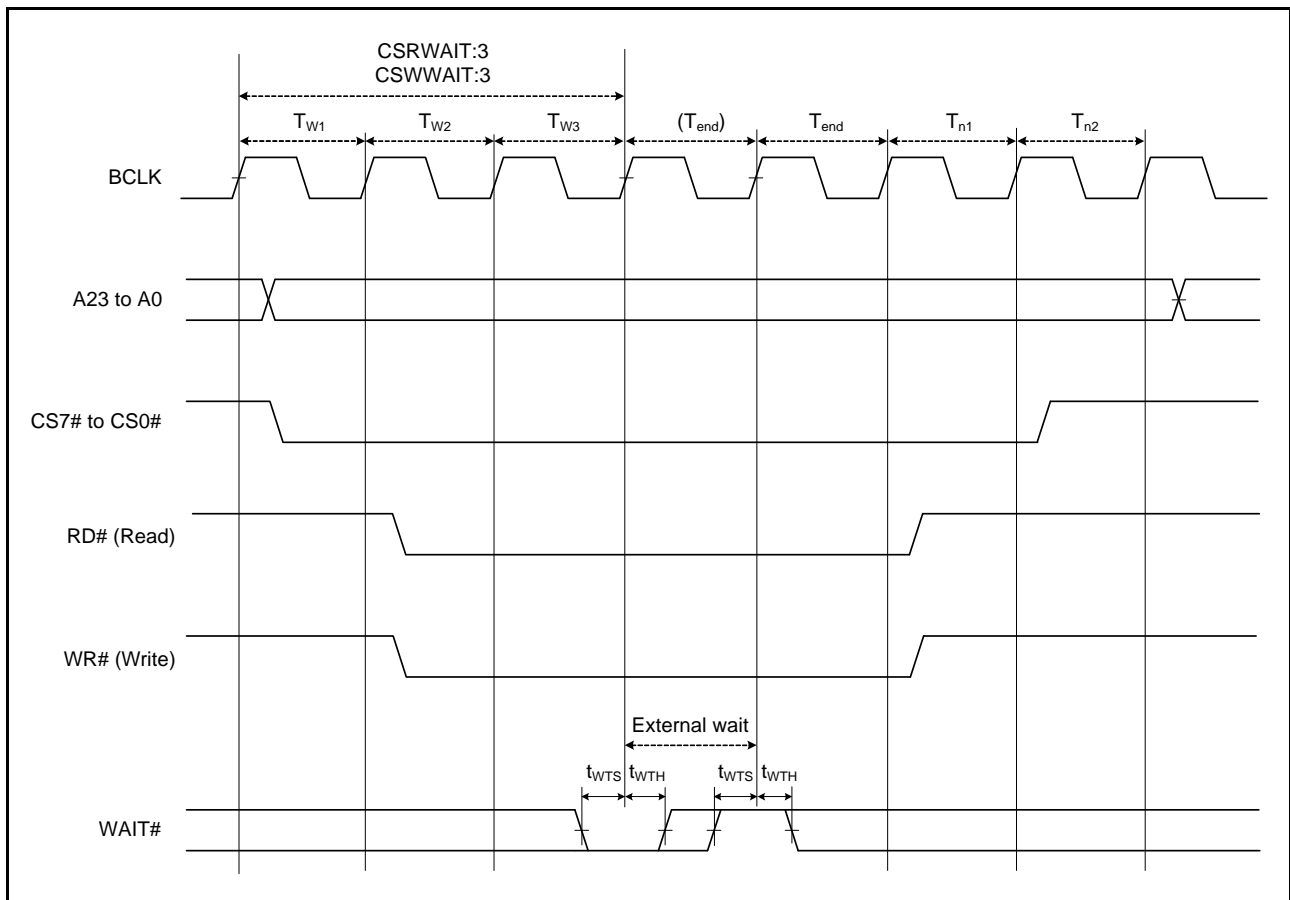 CSRWAIT:3
CSWWAIT:3
TW1 TW2 TW3 (Tend) Tend Tn1 Tn2
BCLK
A23 to A0
CS7# to CS0#
RD# (Read)
WR# (Write)
External wait
tWTS tWTH tWTS tWTH
WAIT#